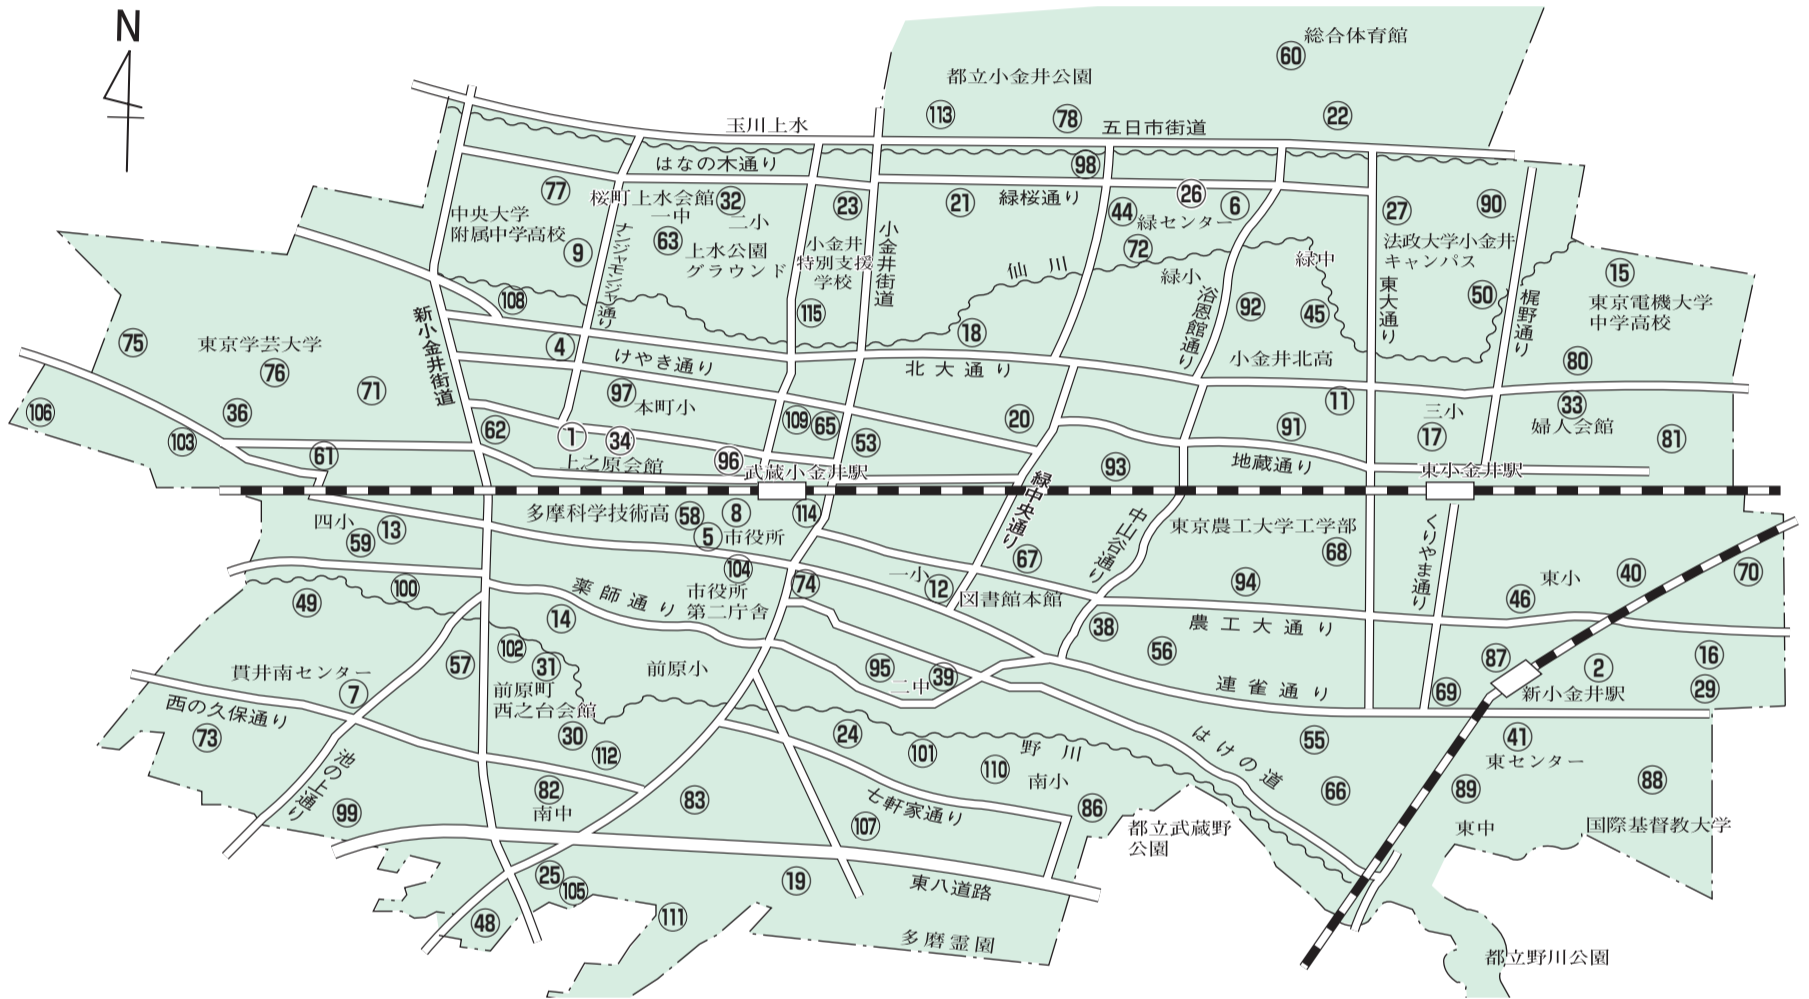 N
総合体育館
60
都立小金井公園
113
78
22
玉川上水
五日市街道
はなの木通り
98
77
桜町上水会館
32
一中
二小
63
上水公園
グラウンド
23
21
緑桜通り
26
6
44
緑センター
72
27
90
中央大学
附属中学高校
9
ナンジャモンジャ通り
小金井
特別支援
学校
小金井街道
仙川
緑小
緑中
法政大学小金井
キャンパス
50
15
東京電機大学
中学高校
108
115
18
浴恩館通り
92
45
東大通り
梶野通り
新小金井街道
75
東京学芸大学
76
71
4
けやき通り
北大通り
小金井北高
80
106
36
103
97
本町小
109
65
53
20
11
三小
17
33
婦人会館
81
62
1
34
上之原会館
96
91
61
武蔵小金井駅
93
地蔵通り
東小金井駅
緑中央通り
四小
13
59
多摩科学技術高
58
8
114
5
市役所
中山谷通り
東京農工大学工学部
68
くりやま通り
67
104
74
一小
12
図書館本館
94
東小
40
70
46
100
49
薬師通り
市役所
第二庁舎
14
38
農工大通り
102
57
31
前原小
95
39
二中
56
87
2
新小金井駅
16
29
69
連雀通り
貫井南センター
7
西の久保通り
73
前原町
西之台会館
30
112
24
101
野川
110
南小
はけの道
55
41
東センター
池の上通り
99
82
南中
83
七軒家通り
86
66
89
88
107
都立武蔵野
公園
東中
国際基督教大学
25
105
19
東八道路
48
111
多磨霊園
都立野川公園